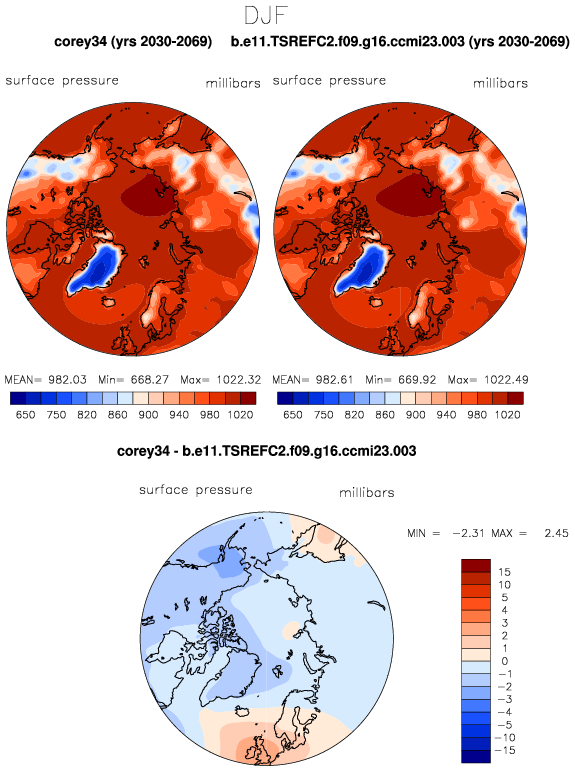 DJF
corey34 (yrs 2030-2069) b.e11.TSREFC2.f09.g16.ccmi23.003 (yrs 2030-2069)
surface pressure millibars surface pressure millibars
MEAN= 982.03 Min= 668.27 Max= 1022.32 MEAN= 982.61 Min= 669.92 Max= 1022.49
650 750 820 860 900 940 980 1020 650 750 820 860 900 940 980 1020
corey34 - b.e11.TSREFC2.f09.g16.ccmi23.003
surface pressure millibars
MIN = -2.31 MAX = 2.45
15
10
5
4
3
2
1
0
-1
-2
-3
-4
-5
-10
-15